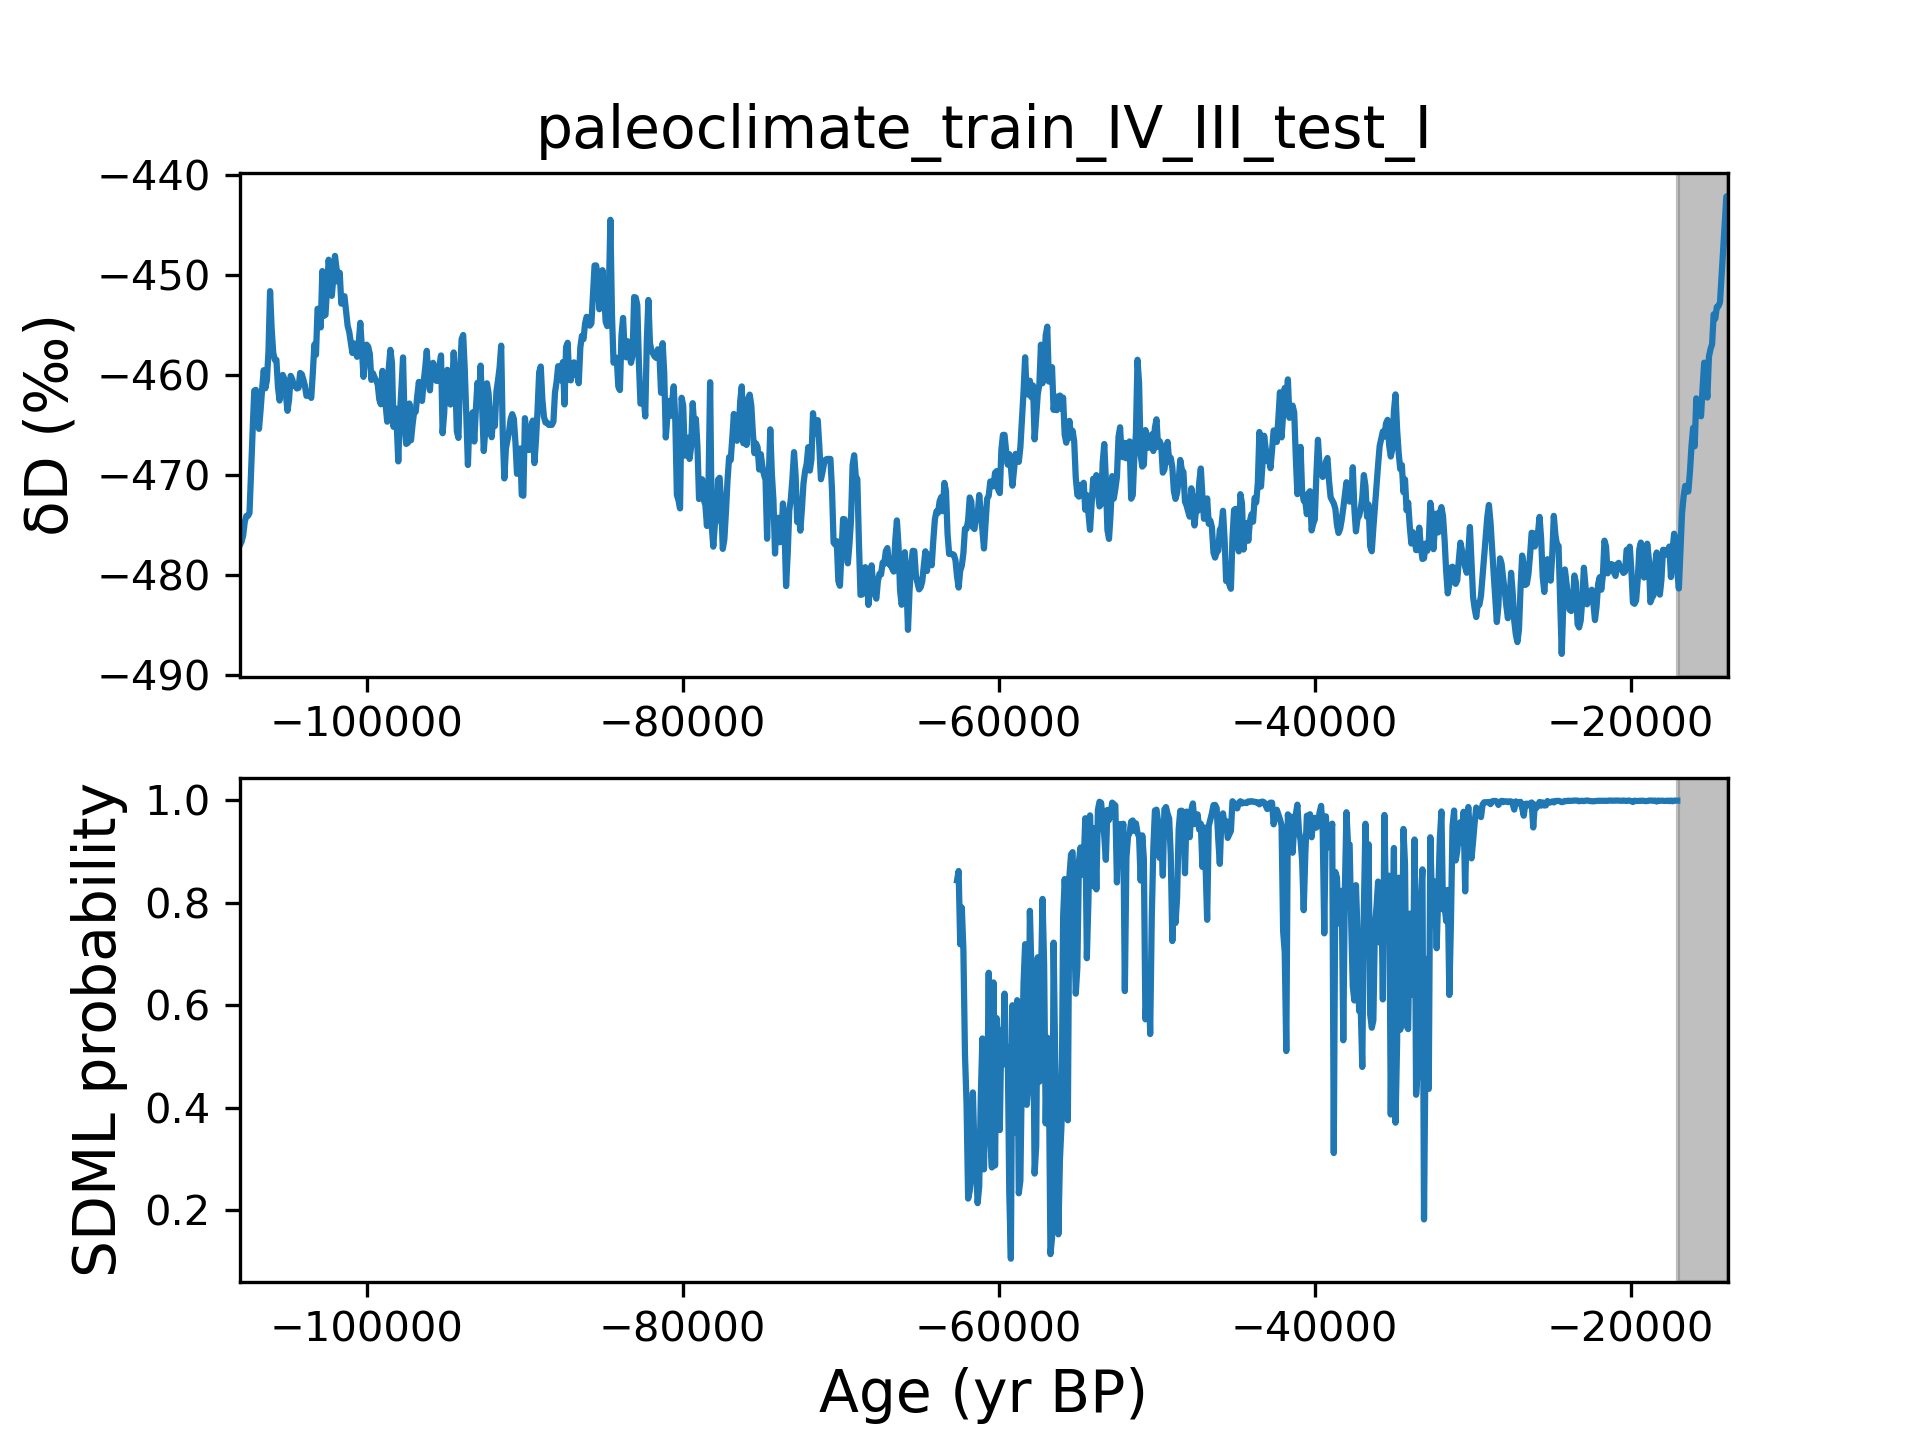 paleoclimate_train_IV_III_test_I
δD (‰)
−440
−450
−460
−470
−480
−490
−100000 −80000 −60000 −40000 −20000
SDML probability
1.0
0.8
0.6
0.4
0.2
−100000 −80000 −60000 −40000 −20000
Age (yr BP)